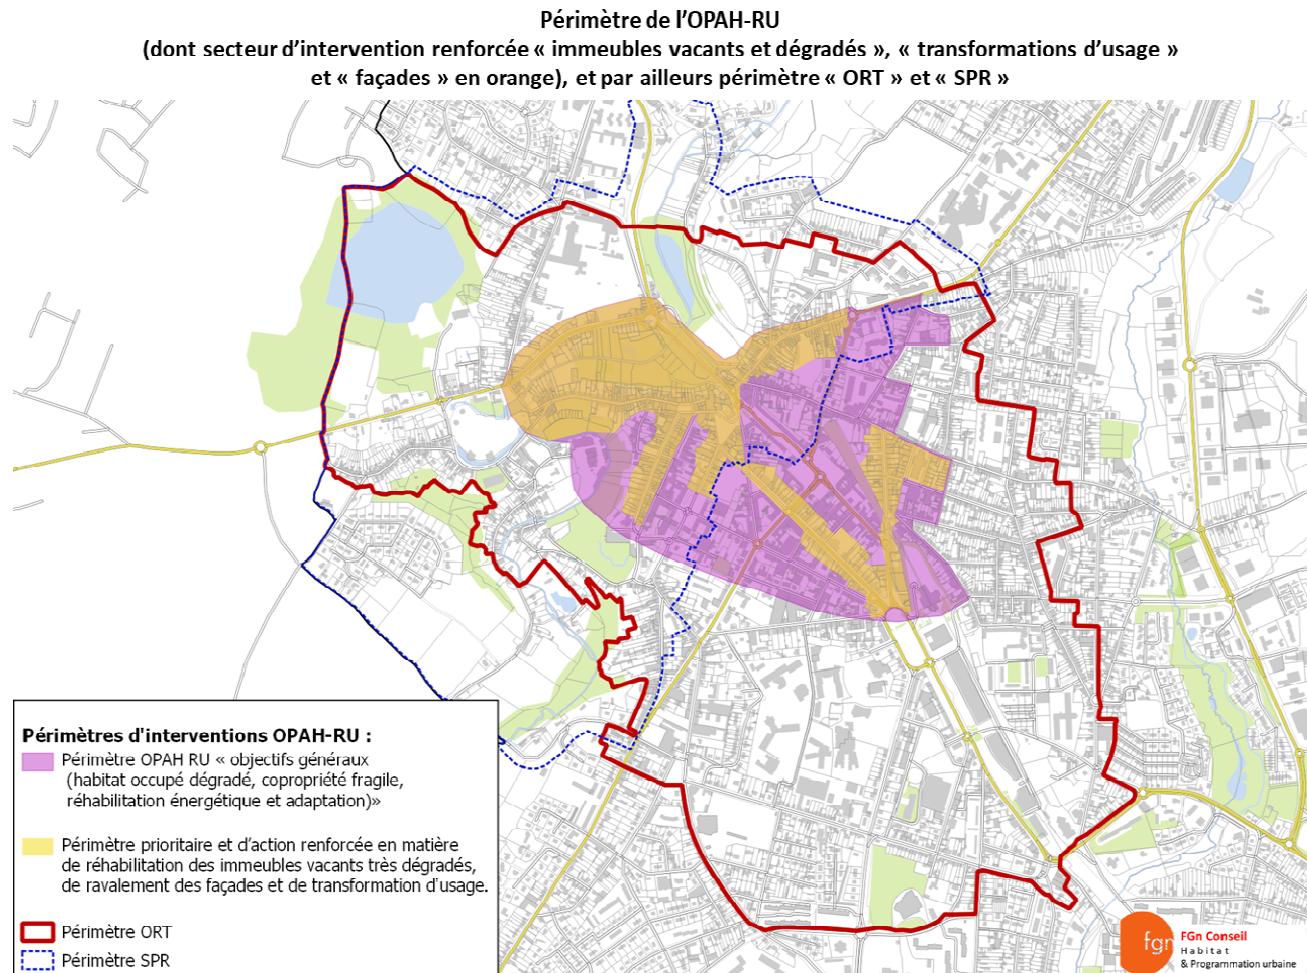 Périmètre de l’OPAH-RU
(dont secteur d’intervention renforcée « immeubles vacants et dégradés », « transformations d’usage »
et « façades » en orange), et par ailleurs périmètre « ORT » et « SPR »
Périmètres d'interventions OPAH-RU :
Périmètre OPAH RU « objectifs généraux
(habitat occupé dégradé, copropriété fragile,
réhabilitation énergétique et adaptation)»
Périmètre prioritaire et d’action renforcée en matière
de réhabilitation des immeubles vacants très dégradés,
de ravalement des façades et de transformation d’usage.
Périmètre ORT
Périmètre SPR
fgn
FGn Conseil
Habitat
& Programmation urbaine